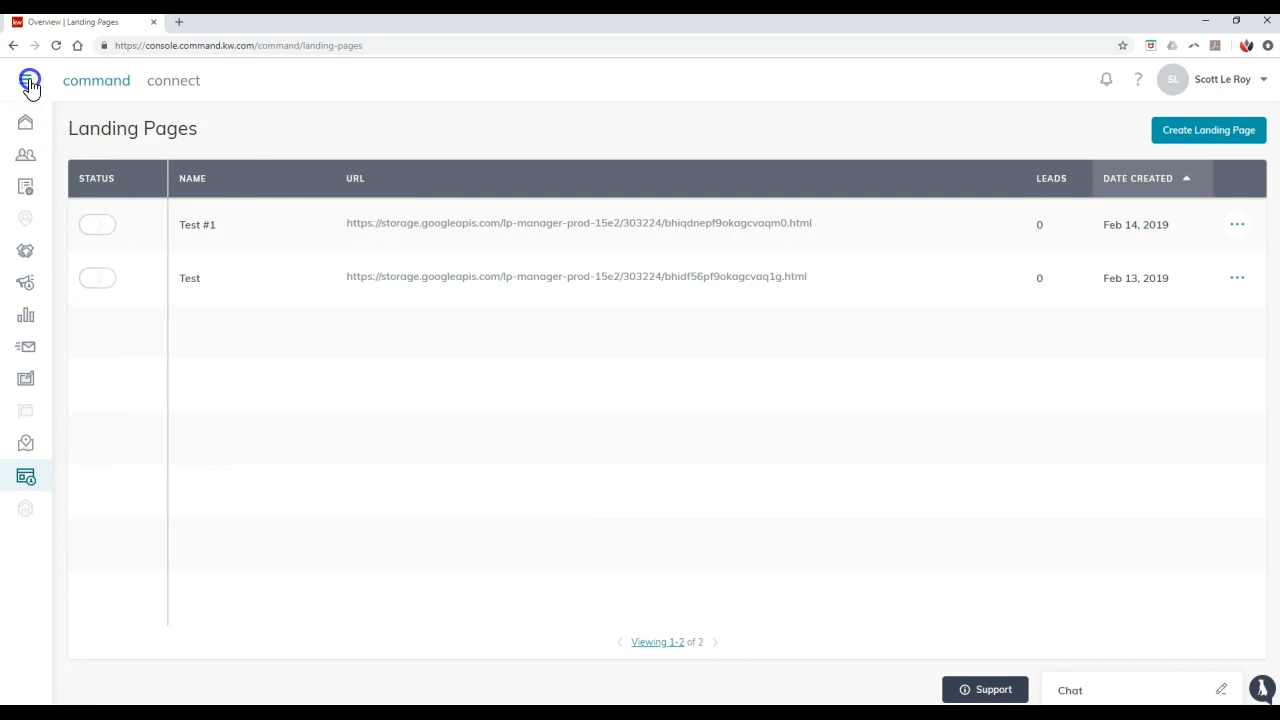 kw Overview | Landing Pages
https://console.command.kw.com/command/landing-pages
command connect
? SL Scott Le Roy
Landing Pages
Create Landing Page
STATUS NAME URL LEADS DATE CREATED
Test #1 https://storage.googleapis.com/lp-manager-prod-15e2/303224/bhiqdnepf9okagcvaqm0.html 0 Feb 14, 2019
Test https://storage.googleapis.com/lp-manager-prod-15e2/303224/bhidf56pf9okagcvaq1g.html 0 Feb 13, 2019
Viewing 1-2 of 2
Support
Chat